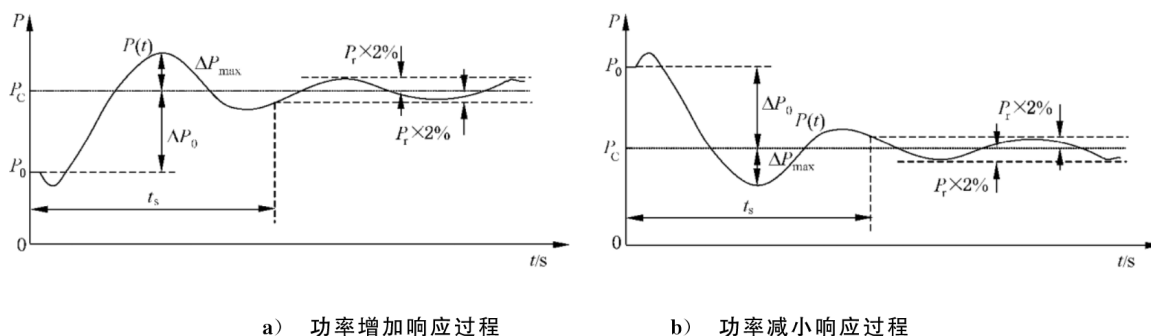 P
P(t)
ΔPmax
Pr×2%
PC
ΔP0
Pr×2%
P0
ts
0
t/s
P
P0
ΔP0
P(t)
Pr×2%
PC
ΔPmax
Pr×2%
ts
0
t/s
a) 功率增加响应过程
b) 功率减小响应过程